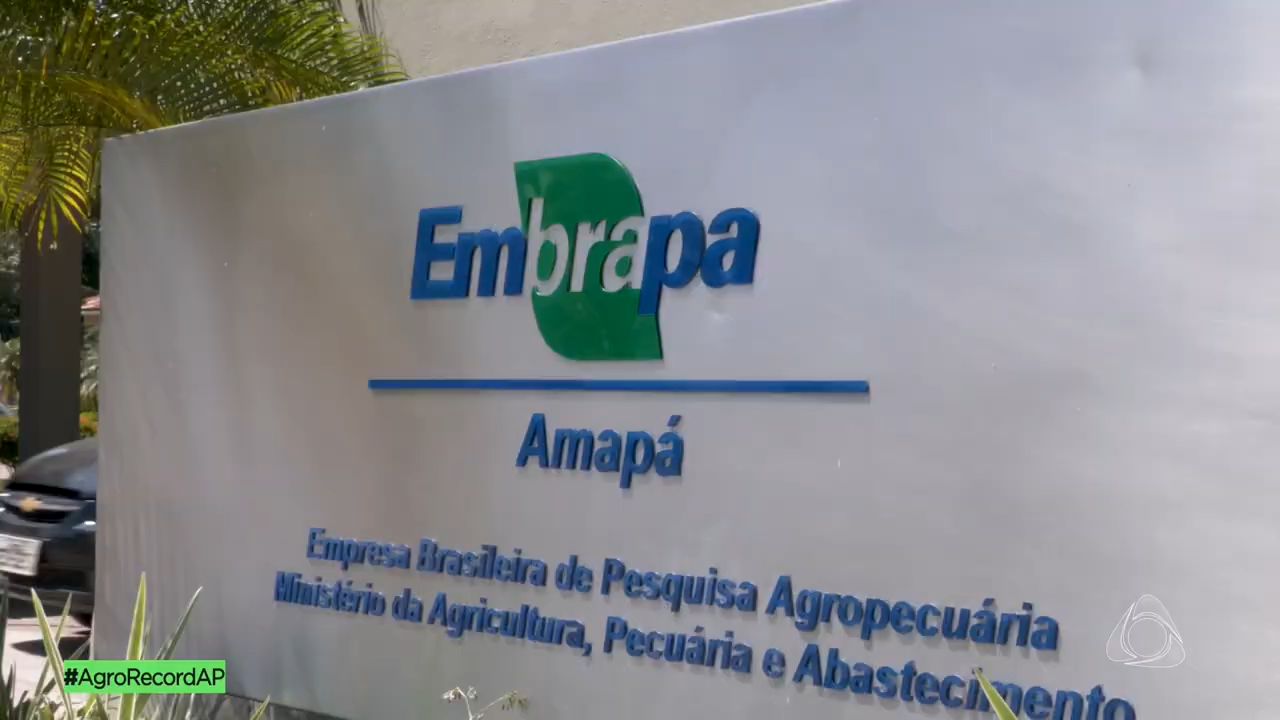 Embrapa
Amapá
Empresa Brasileira de Pesquisa Agropecuária
Ministério da Agricultura, Pecuária e Abastecimento
#AgroRecordAP